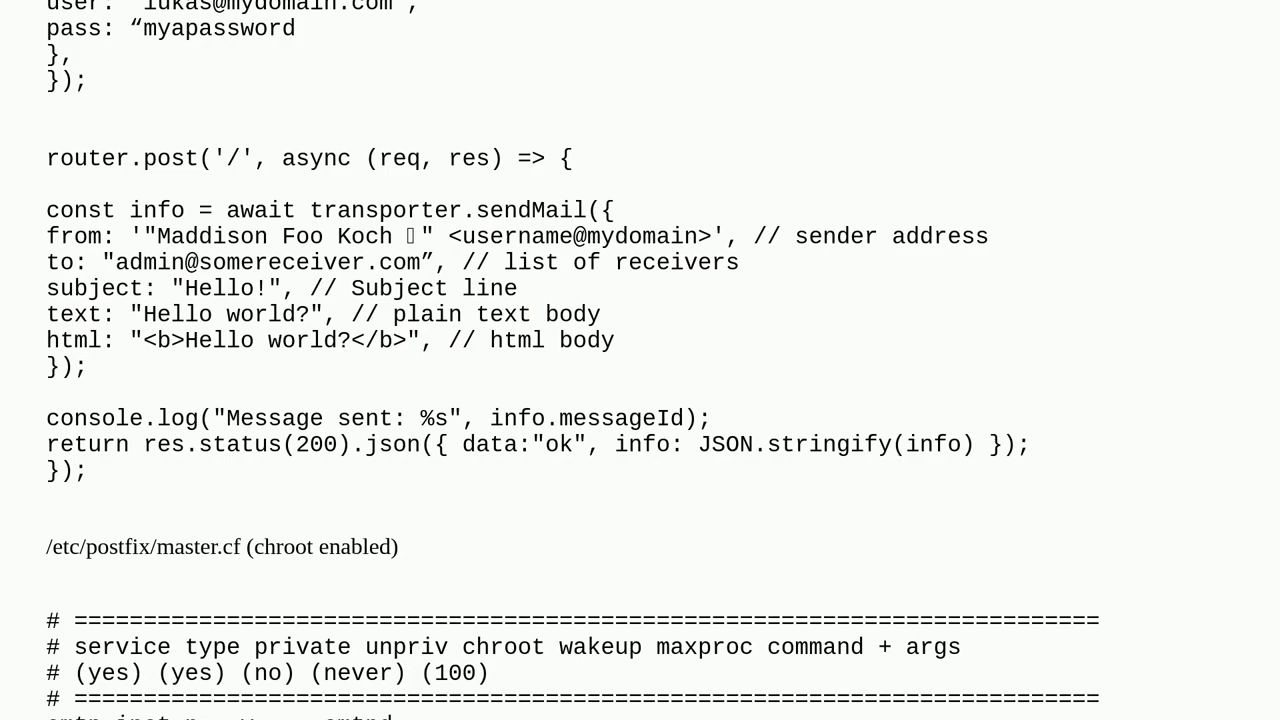 user: "lukas@mydomain.com",
pass: “myapassword
},
});
router.post('/', async (req, res) => {
const info = await transporter.sendMail({
from: '"Maddison Foo Koch " <username@mydomain>', // sender address
to: "admin@somereceiver.com”, // list of receivers
subject: "Hello!", // Subject line
text: "Hello world?", // plain text body
html: "<b>Hello world?</b>", // html body
});
console.log("Message sent: %s", info.messageId);
return res.status(200).json({ data:"ok", info: JSON.stringify(info) });
});
/etc/postfix/master.cf (chroot enabled)
# ==========================================================================
# service type private unpriv chroot wakeup maxproc command + args
# (yes) (yes) (no) (never) (100)
# ==========================================================================